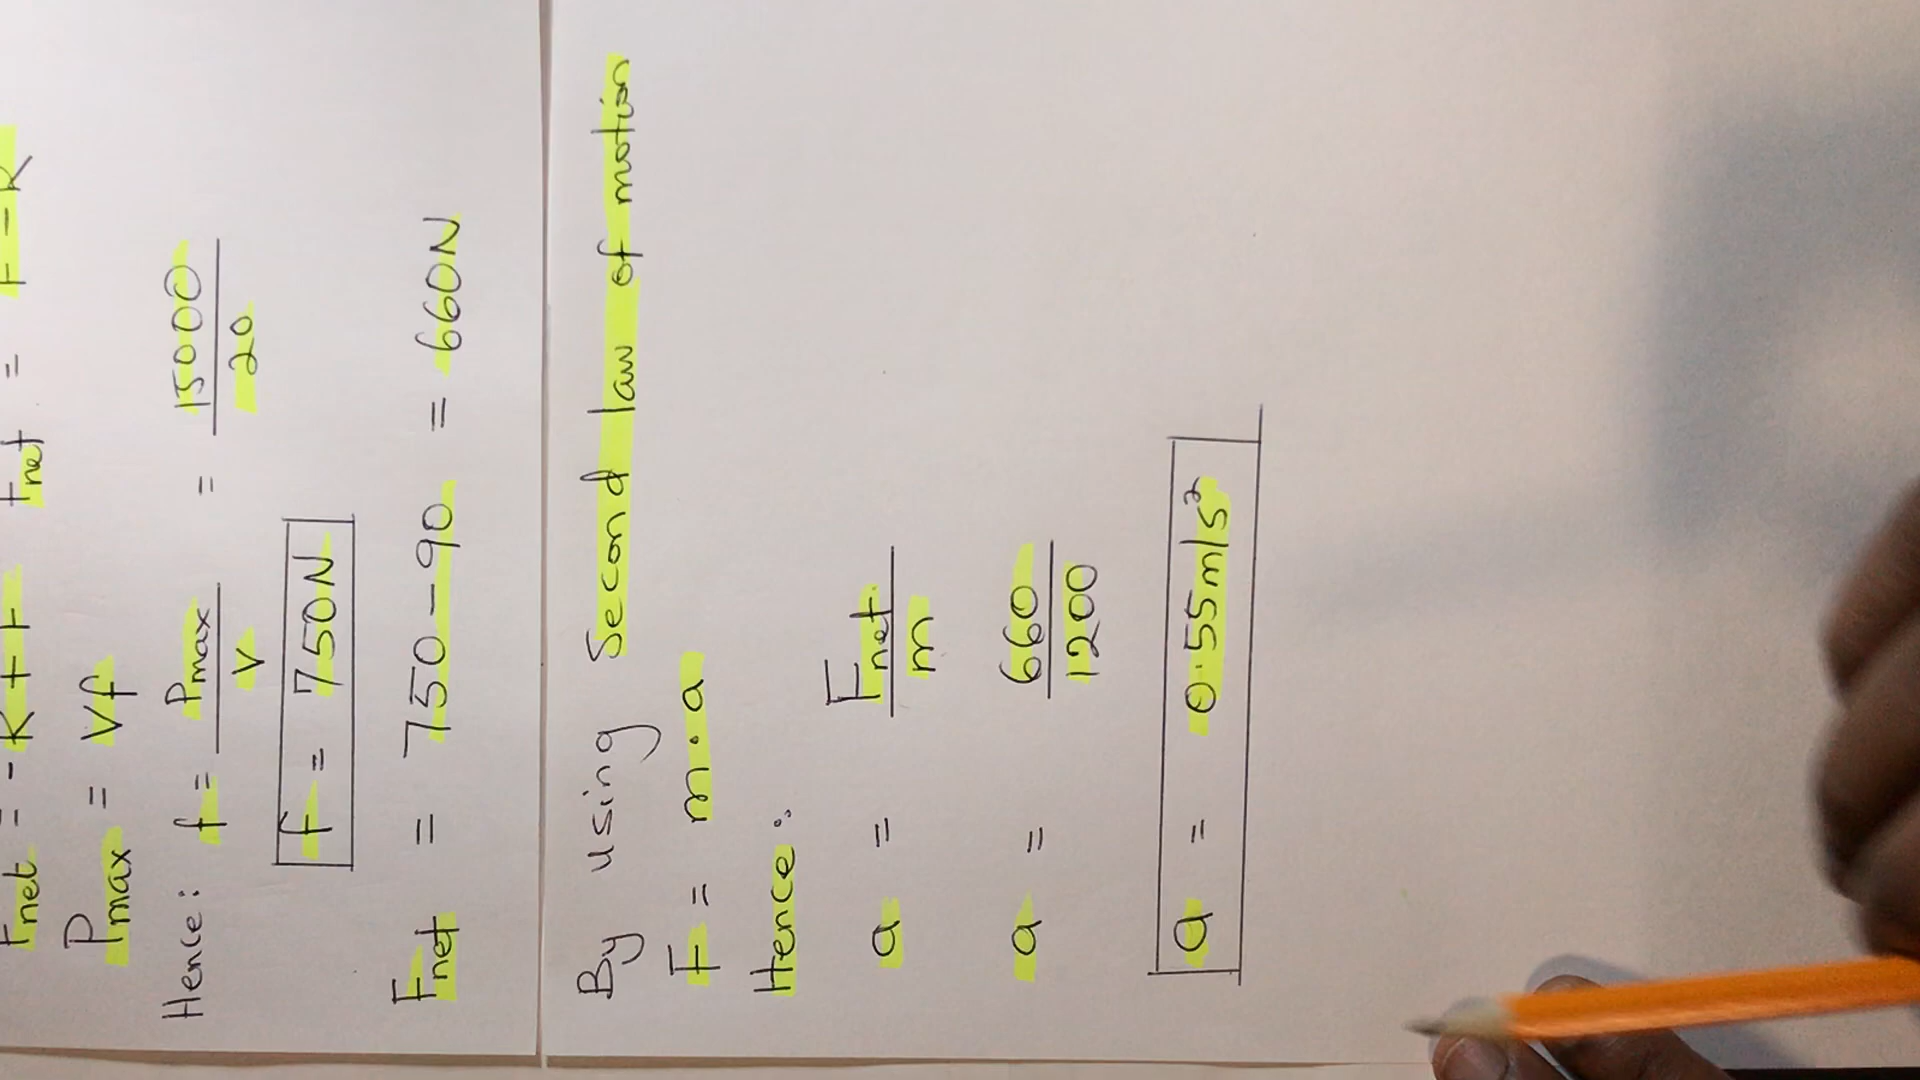 Fnet = -R + F Fnet = F - R
Pmax = Vf
Hence: f = Pmax / V = 15000 / 20
f = 750N
Fnet = 750-90 = 660N
By using Second law of motion
F = m.a
Hence:
a = Fnet / m
a = 660 / 1200
a = 0.55m/s²